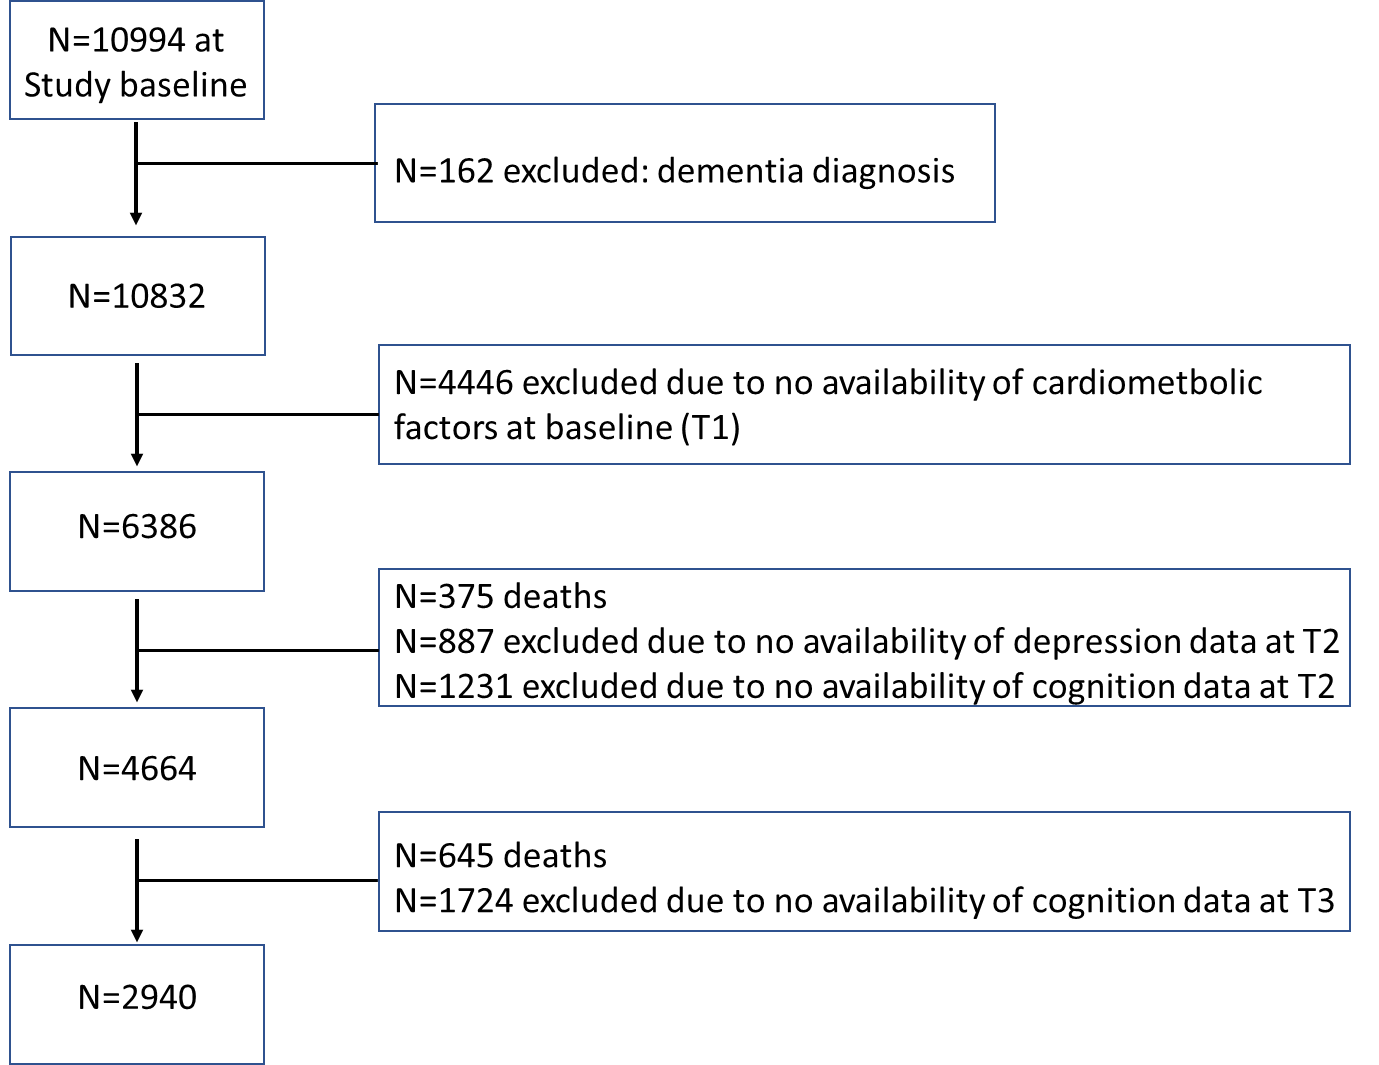 N=10994 at
Study baseline
N=162 excluded: dementia diagnosis
N=10832
N=4446 excluded due to no availability of cardiometbolic
factors at baseline (T1)
N=6386
N=375 deaths
N=887 excluded due to no availability of depression data at T2
N=1231 excluded due to no availability of cognition data at T2
N=4664
N=645 deaths
N=1724 excluded due to no availability of cognition data at T3
N=2940